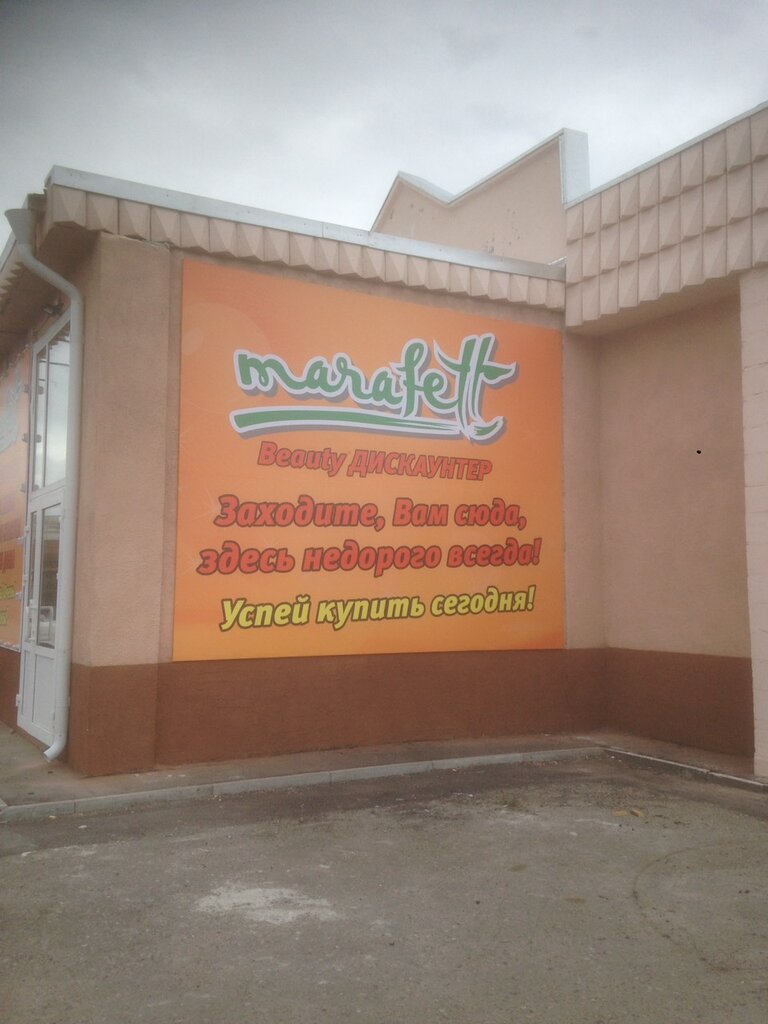 marafett
Beauty ДИСКАУНТЕР
Заходите, Вам сюда,
здесь недорого всегда!
Успей купить сегодня!